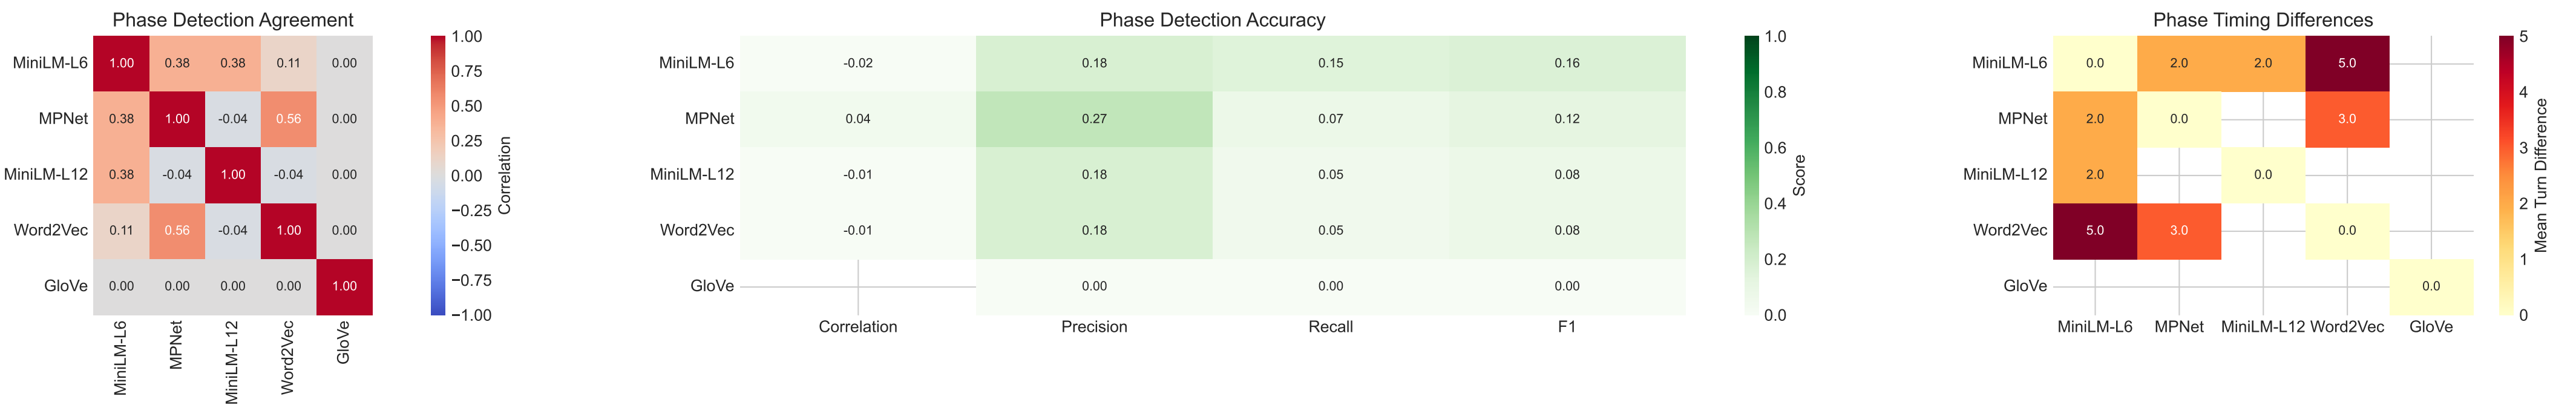 Phase Detection Agreement
MiniLM-L6 1.00 0.38 0.38 0.11 0.00
MPNet 0.38 1.00 -0.04 0.56 0.00
MiniLM-L12 0.38 -0.04 1.00 -0.04 0.00
Word2Vec 0.11 0.56 -0.04 1.00 0.00
GloVe 0.00 0.00 0.00 0.00 1.00
MiniLM-L6 MPNet MiniLM-L12 Word2Vec GloVe
1.00
0.75
0.50
0.25
0.00
−0.25
−0.50
−0.75
−1.00
Correlation
Phase Detection Accuracy
MiniLM-L6 -0.02 0.18 0.15 0.16
MPNet 0.04 0.27 0.07 0.12
MiniLM-L12 -0.01 0.18 0.05 0.08
Word2Vec -0.01 0.18 0.05 0.08
GloVe 0.00 0.00 0.00
Correlation Precision Recall F1
1.0
0.8
0.6
0.4
0.2
0.0
Score
Phase Timing Differences
MiniLM-L6 0.0 2.0 2.0 5.0
MPNet 2.0 0.0 3.0
MiniLM-L12 2.0 0.0
Word2Vec 5.0 3.0 0.0
GloVe 0.0
MiniLM-L6 MPNet MiniLM-L12 Word2Vec GloVe
5
4
3
2
1
0
Mean Turn Difference